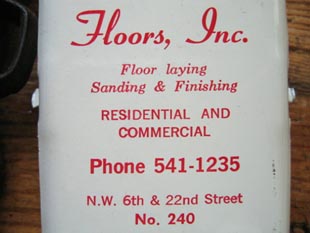 Floors, Inc.
Floor laying
Sanding & Finishing
RESIDENTIAL AND
COMMERCIAL
Phone 541-1235
N.W. 6th & 22nd Street
No. 240